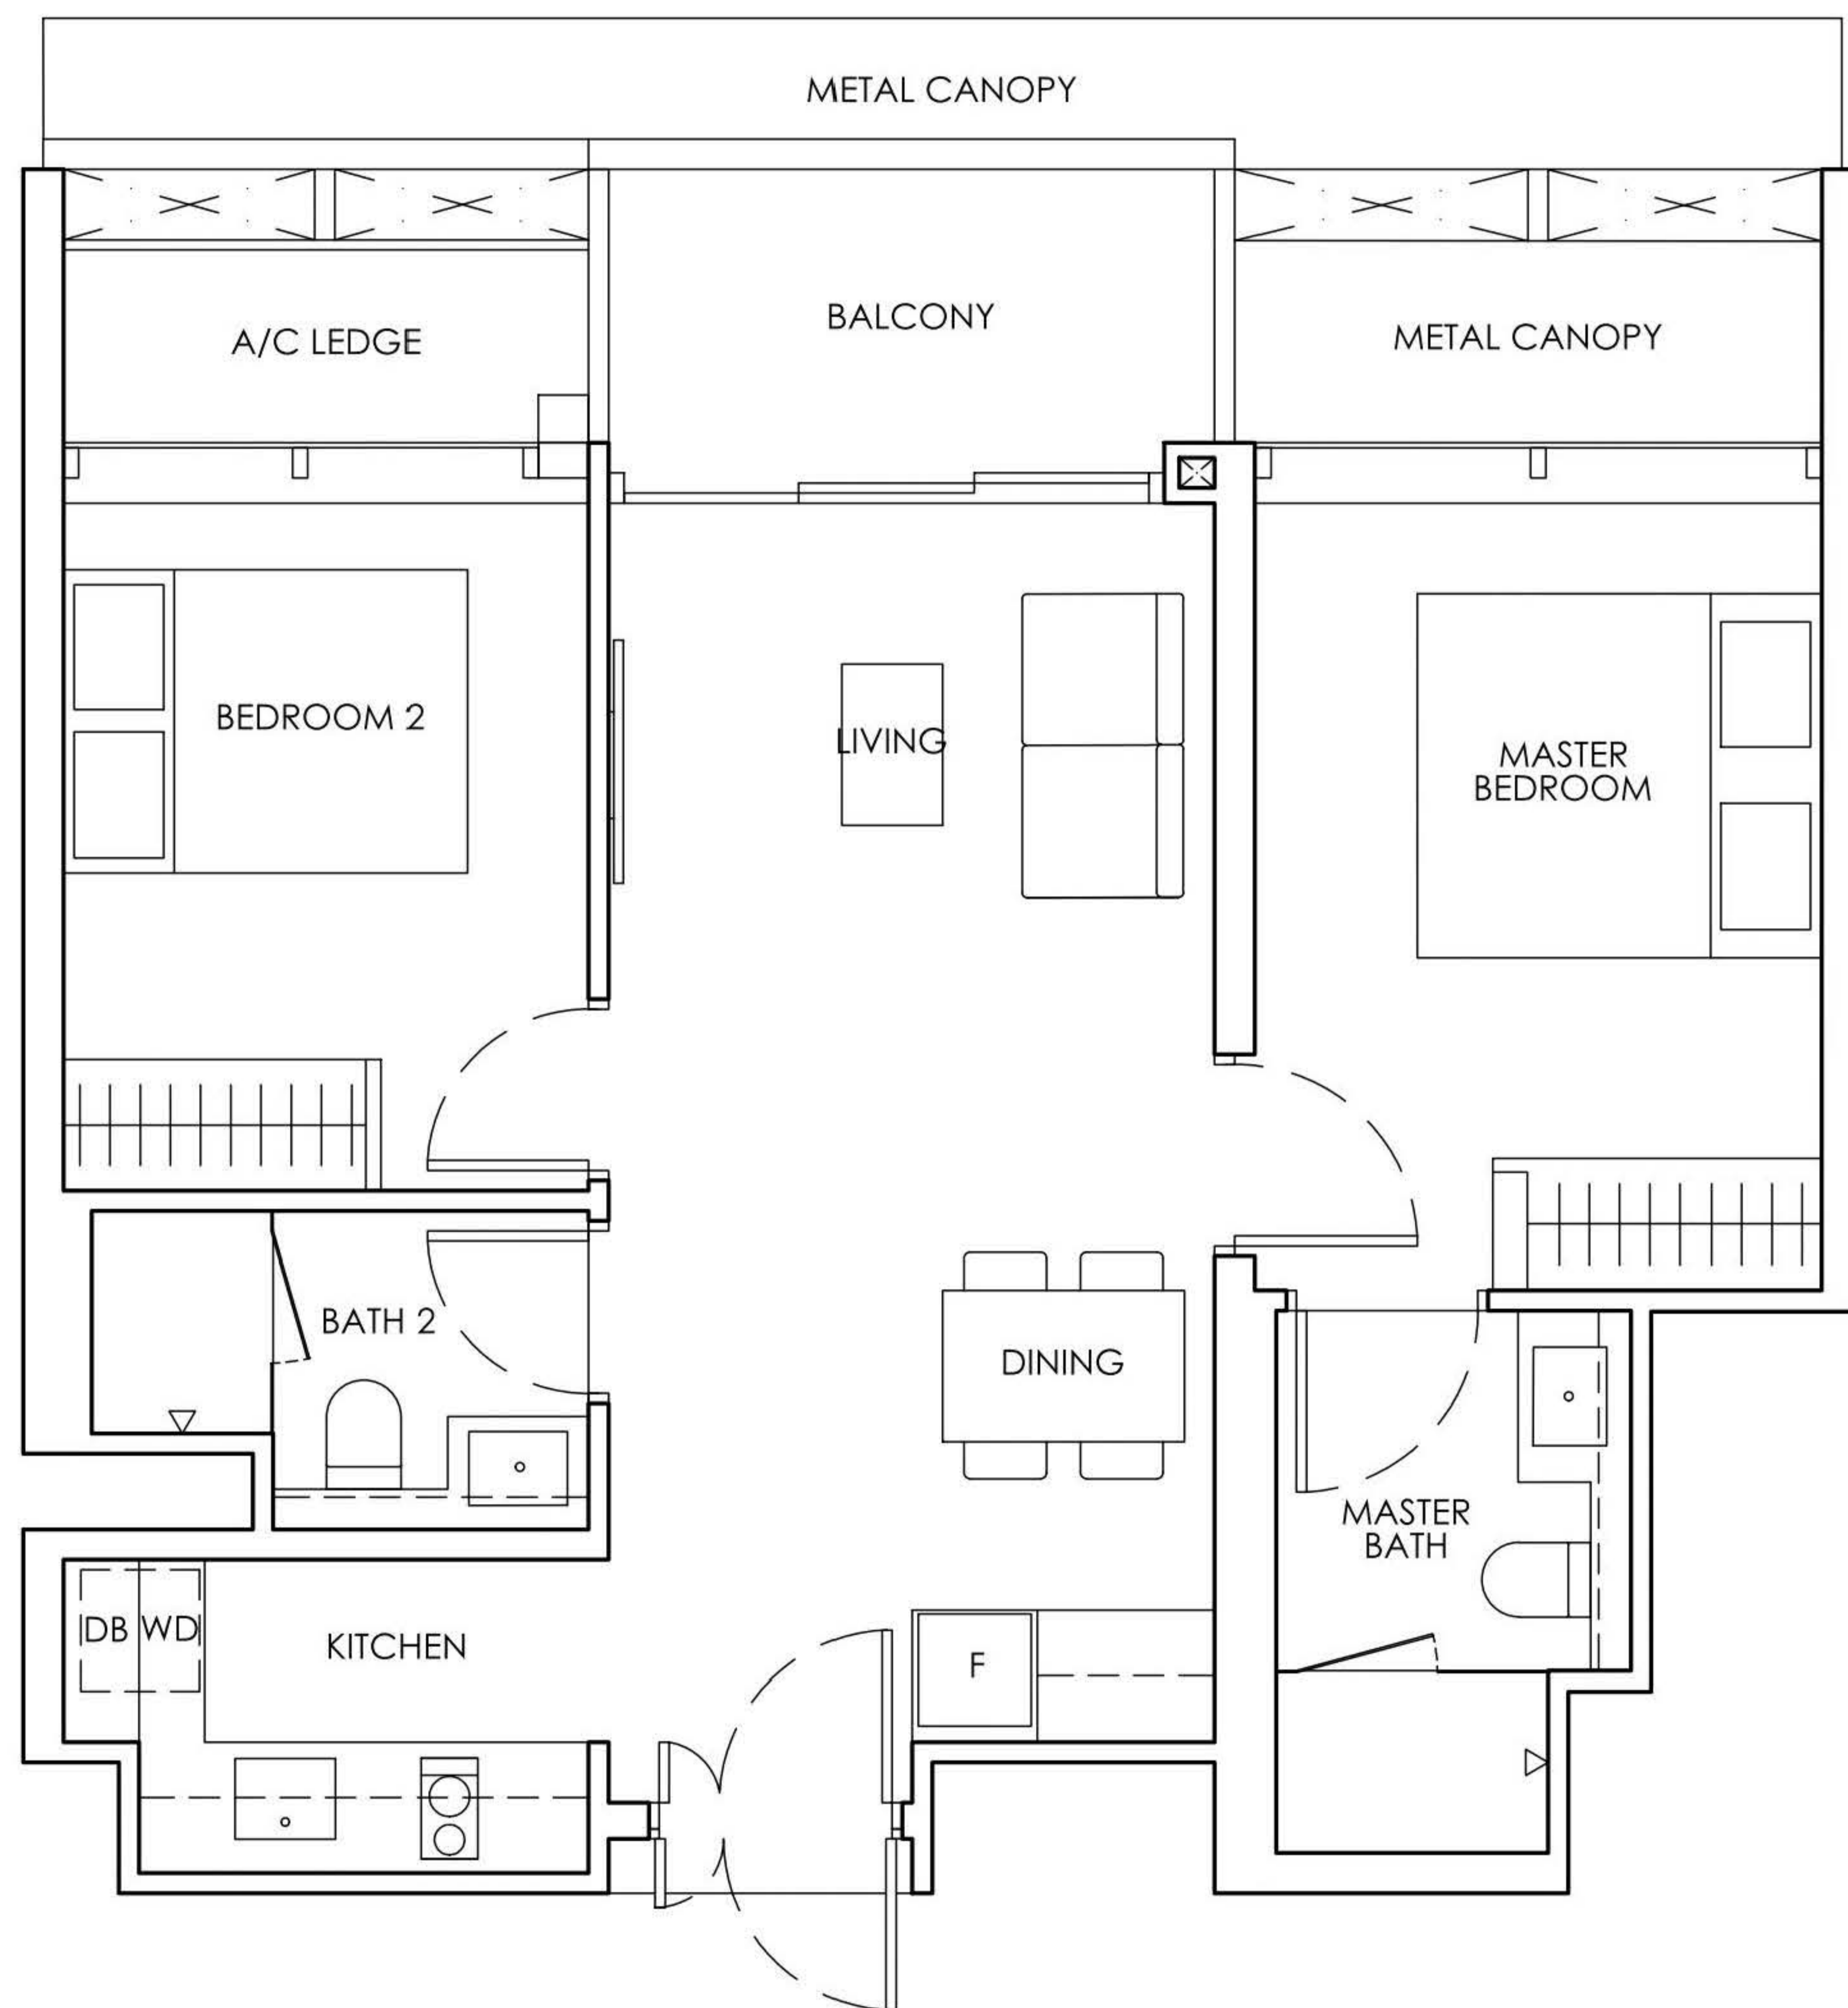 METAL CANOPY
A/C LEDGE
BALCONY
METAL CANOPY
BEDROOM 2
LIVING
MASTER
BEDROOM
BATH 2
DINING
MASTER
BATH
DB
WD
KITCHEN
F